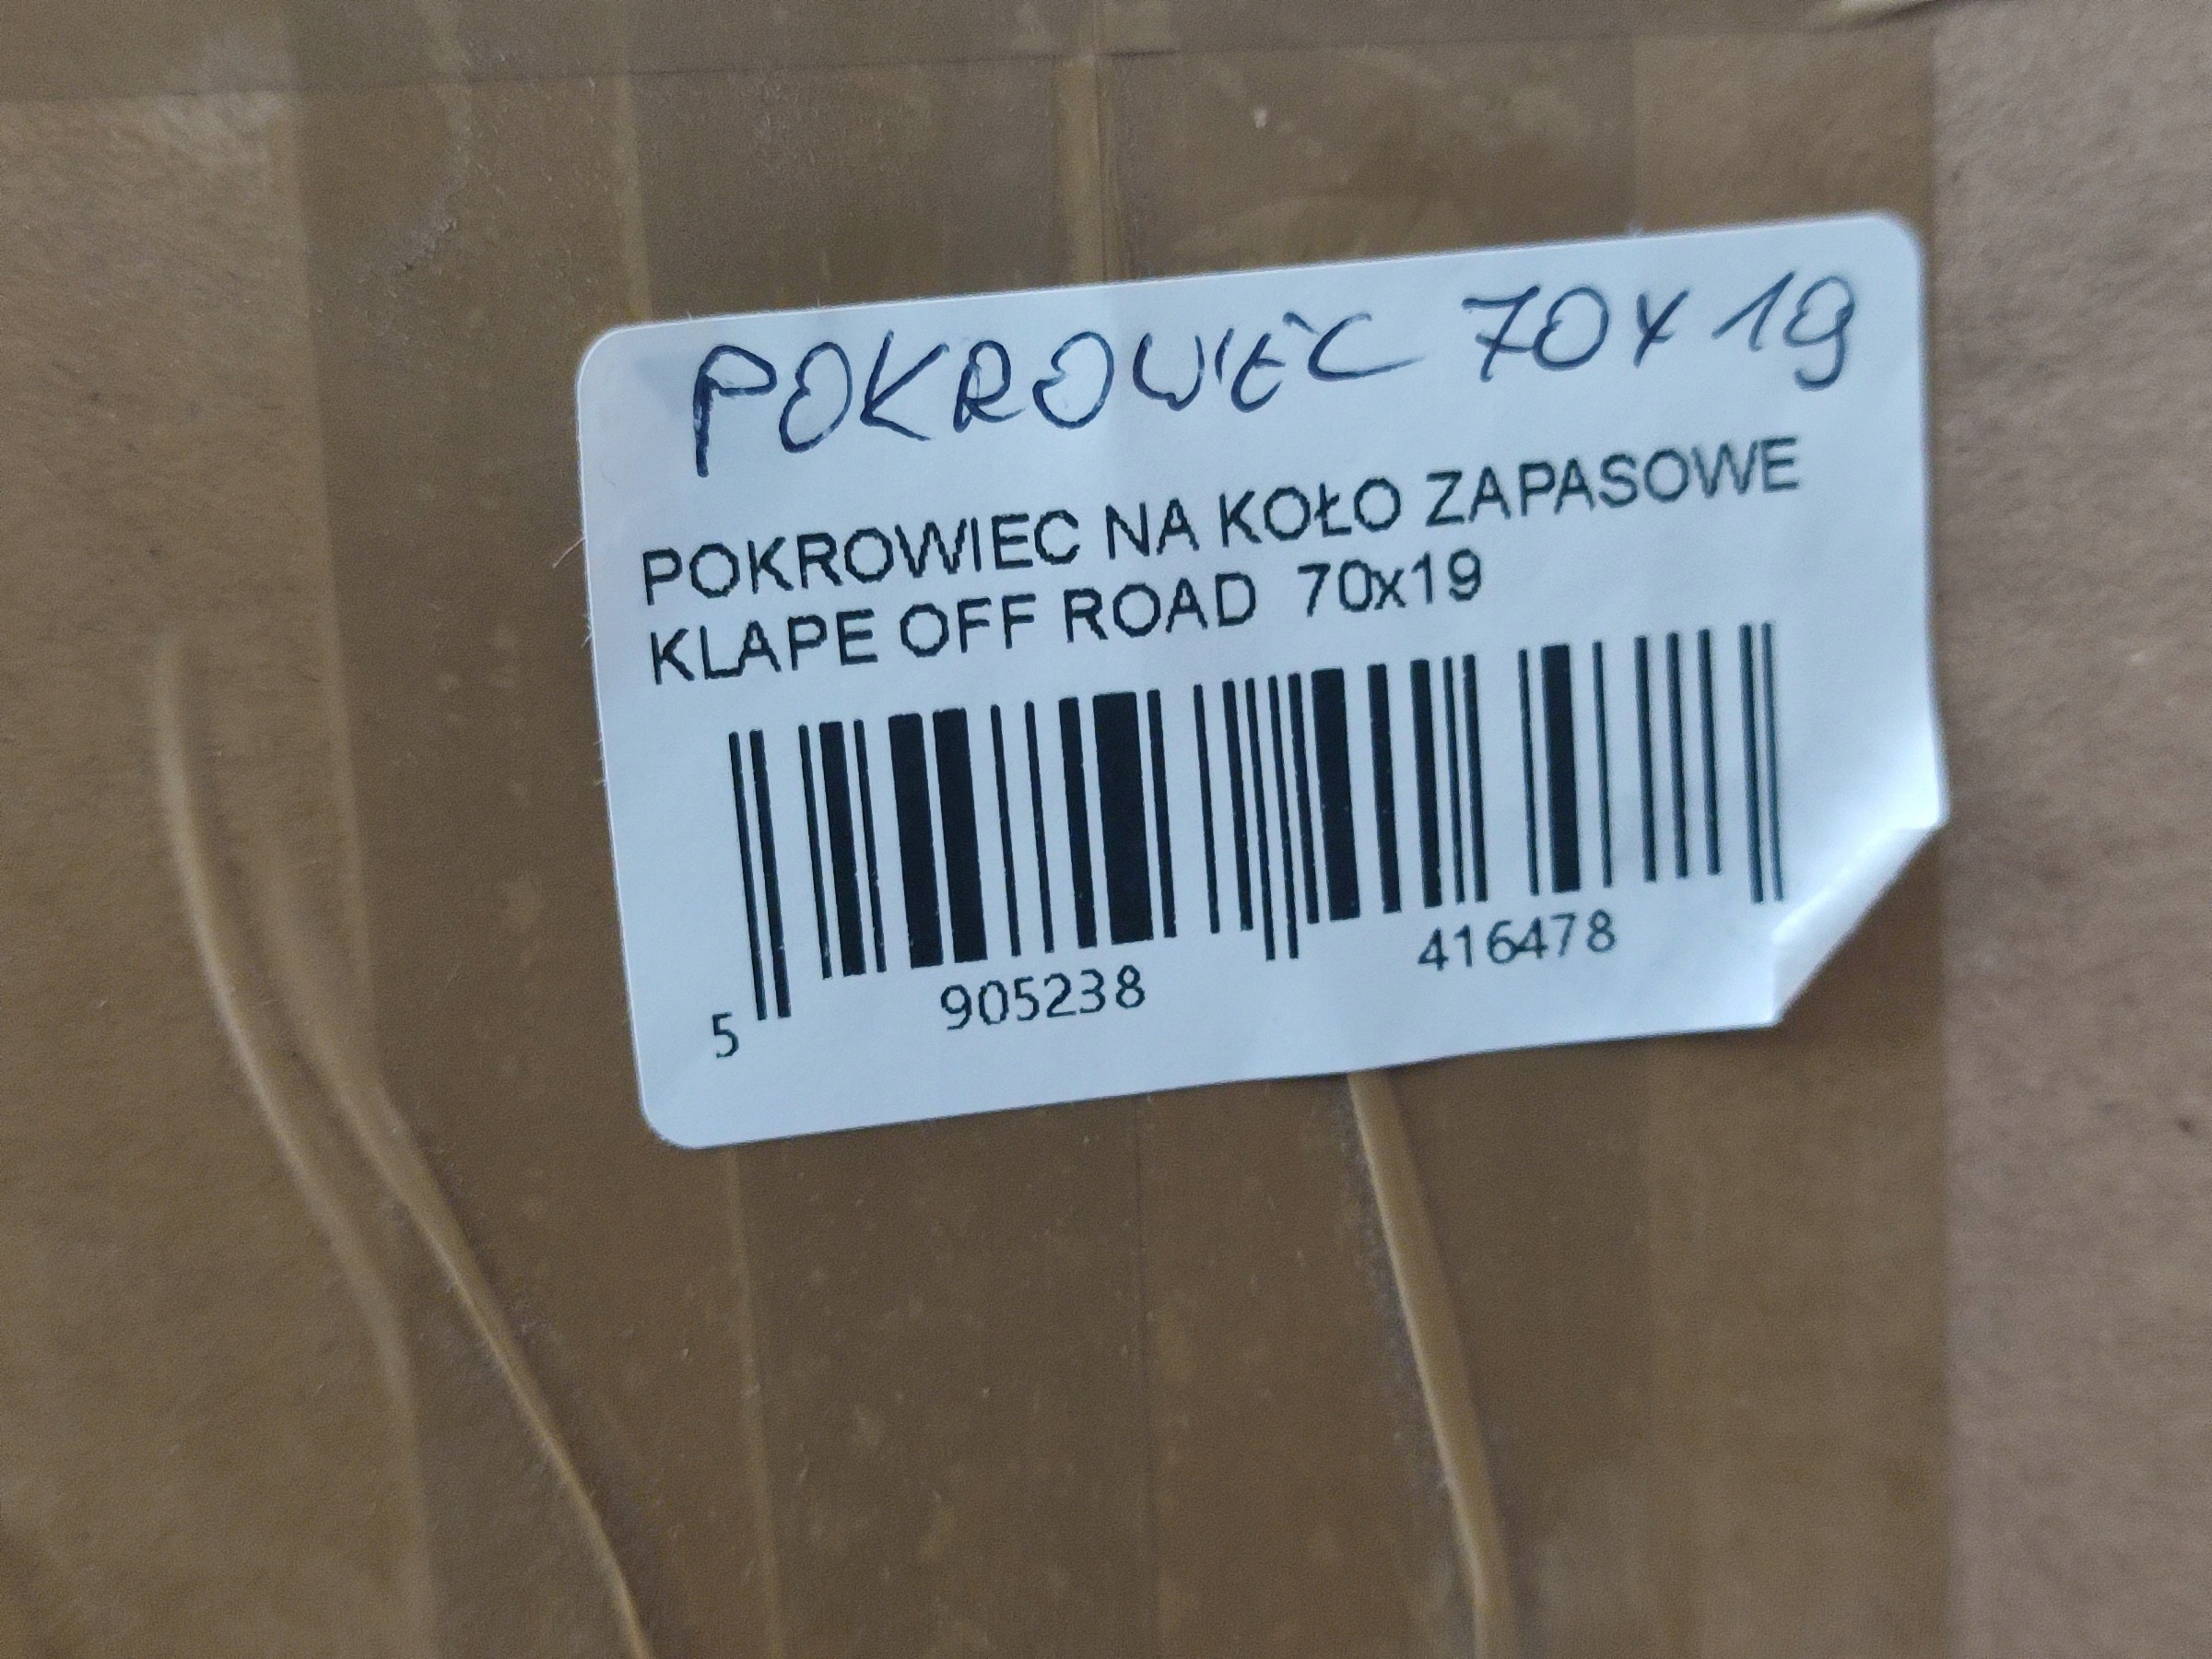 POKROWIEC 70x19
POKROWIEC NA KOŁO ZAPASOWE
KLAPE OFF ROAD 70x19
5 905238 416478